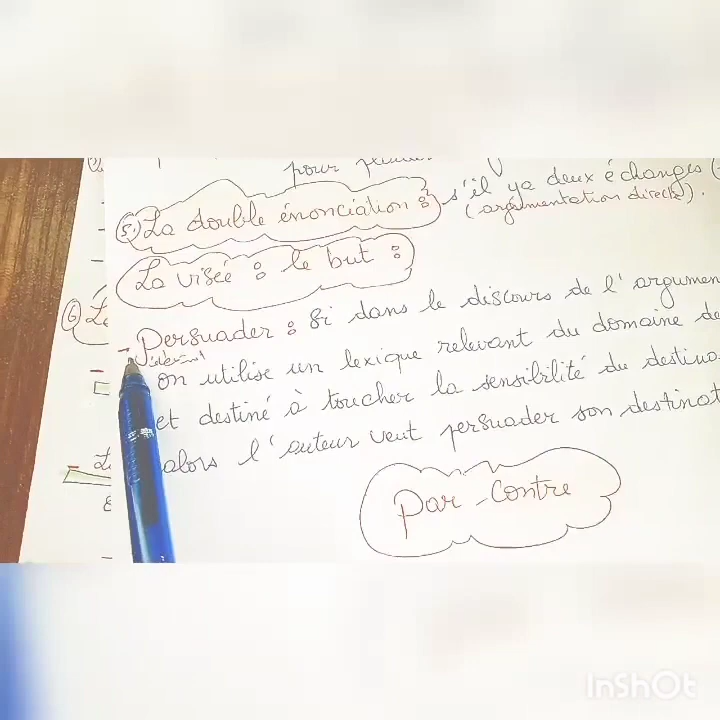 pour
5.) La double énonciation : s'il ya deux échanges
(argumentation directe).
La visée : le but :
6
- Persuader : Si dans le discours de l'argumen
on utilise un lexique relevant du domaine de
et destiné à toucher la sensibilité du destina
alors l'auteur veut persuader son destinat
Par-contre
InShOt